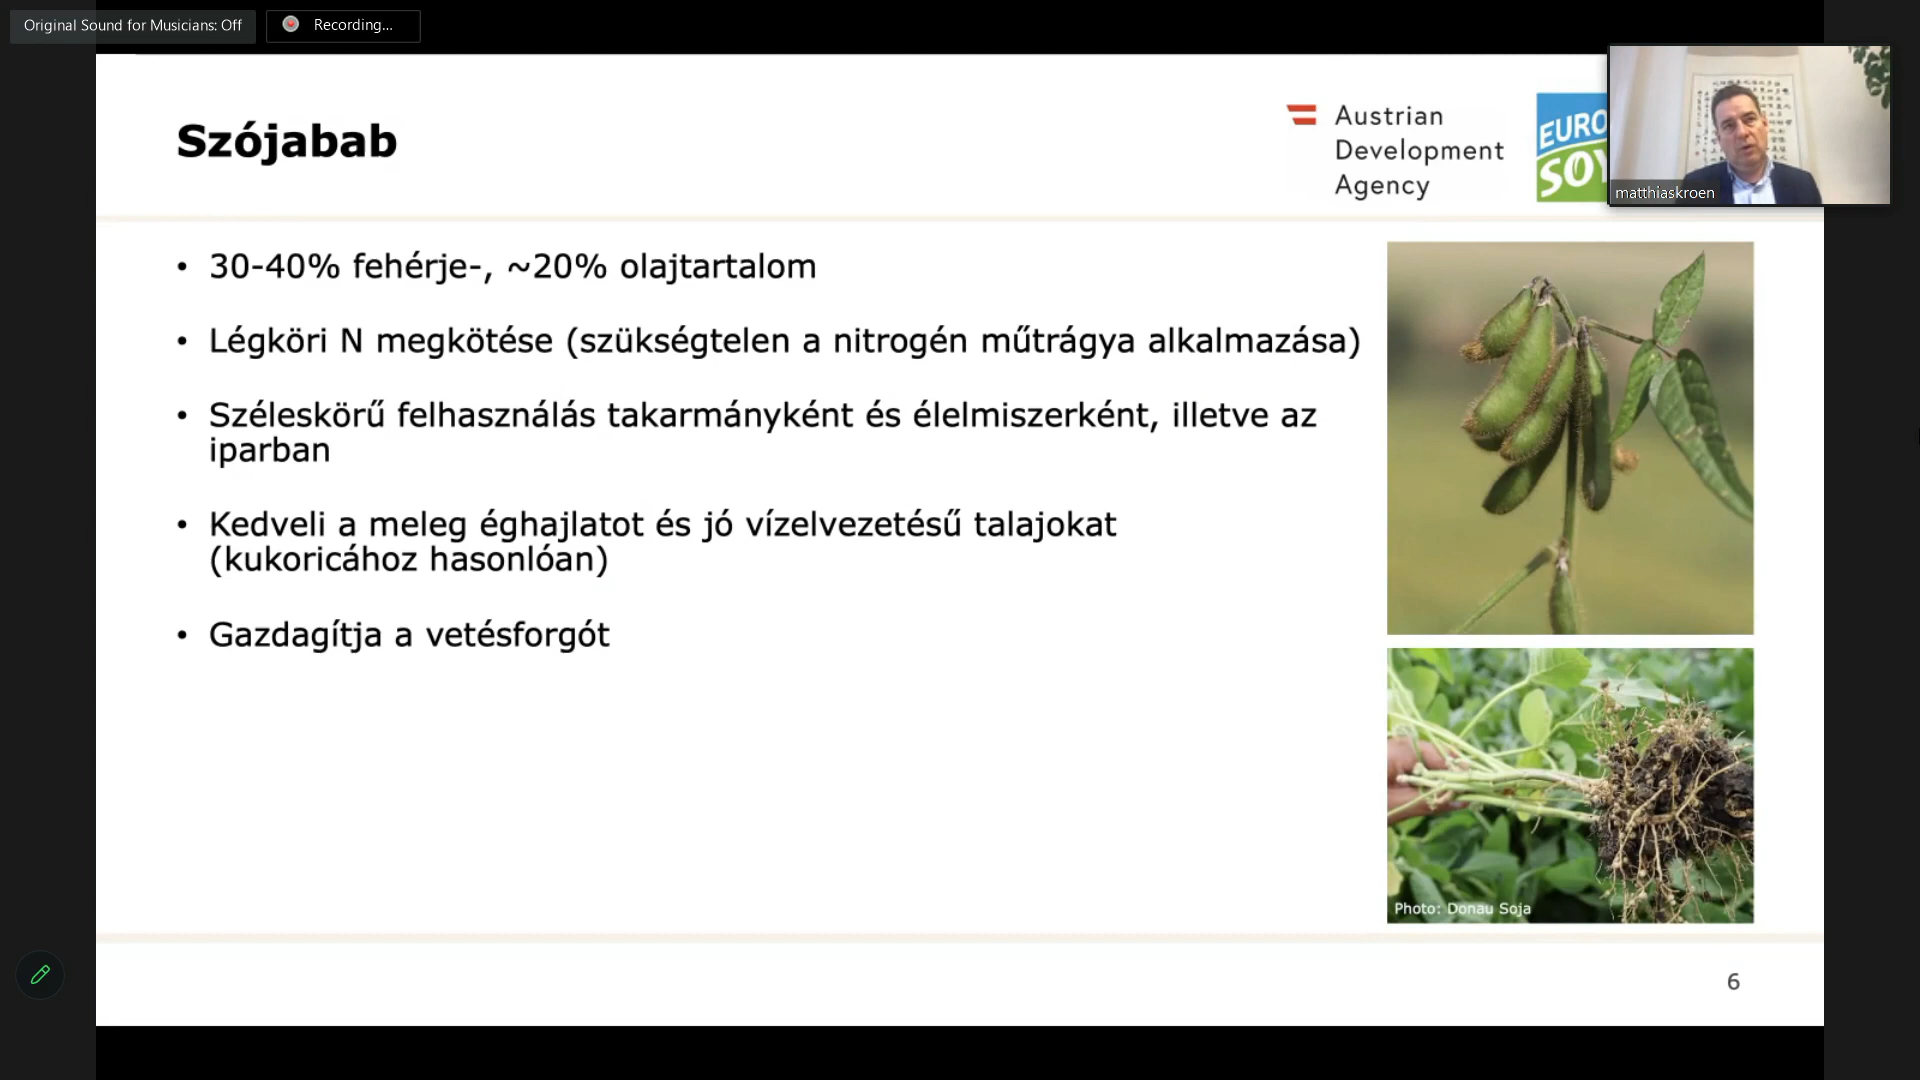 Original Sound for Musicians: Off
Recording...
Szójabab
Austrian
Development
Agency
EURO
SOY
matthiaskroen
• 30-40% fehérje-, ~20% olajtartalom
• Légköri N megkötése (szükségtelen a nitrogén műtrágya alkalmazása)
• Széleskörű felhasználás takarmányként és élelmiszerként, illetve az
iparban
• Kedveli a meleg éghajlatot és jó vízelvezetésű talajokat
(kukoricához hasonlóan)
• Gazdagítja a vetésforgót
Photo: Donau Soja
6